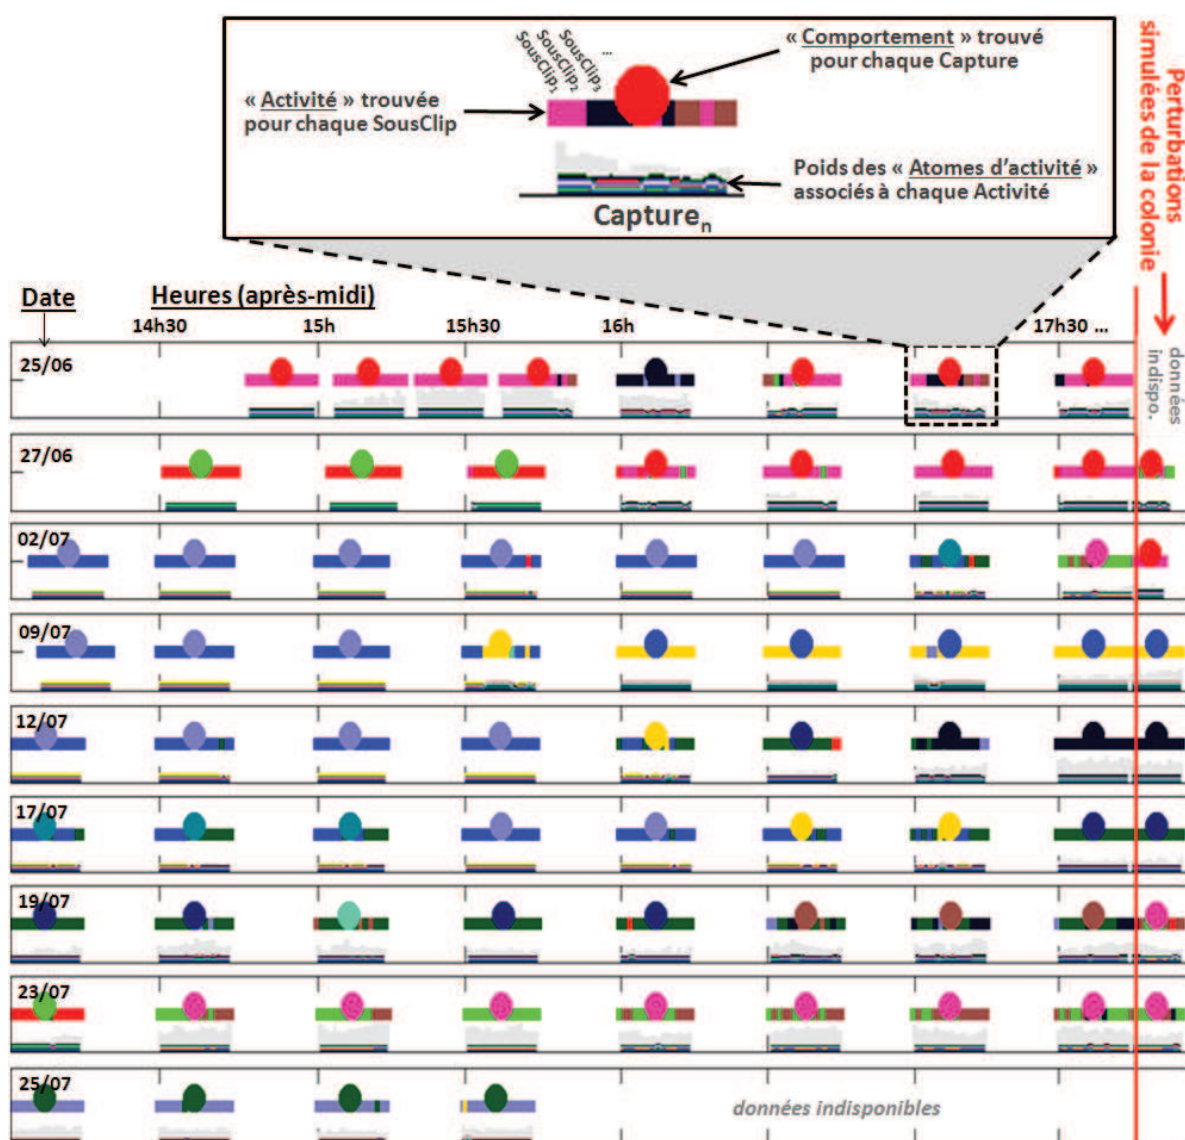 SousClip1
SousClip2
SousClip3
...
« Comportement » trouvé
pour chaque Capture
« Activité » trouvée
pour chaque SousClip
Poids des « Atomes d'activité »
associés à chaque Activité
Capturen
Perturbations
simulées de la colonie
Date
Heures (après-midi)
14h30
15h
15h30
16h
17h30 ...
25/06
données
indispo.
27/06
02/07
09/07
12/07
17/07
19/07
23/07
25/07
données indisponibles